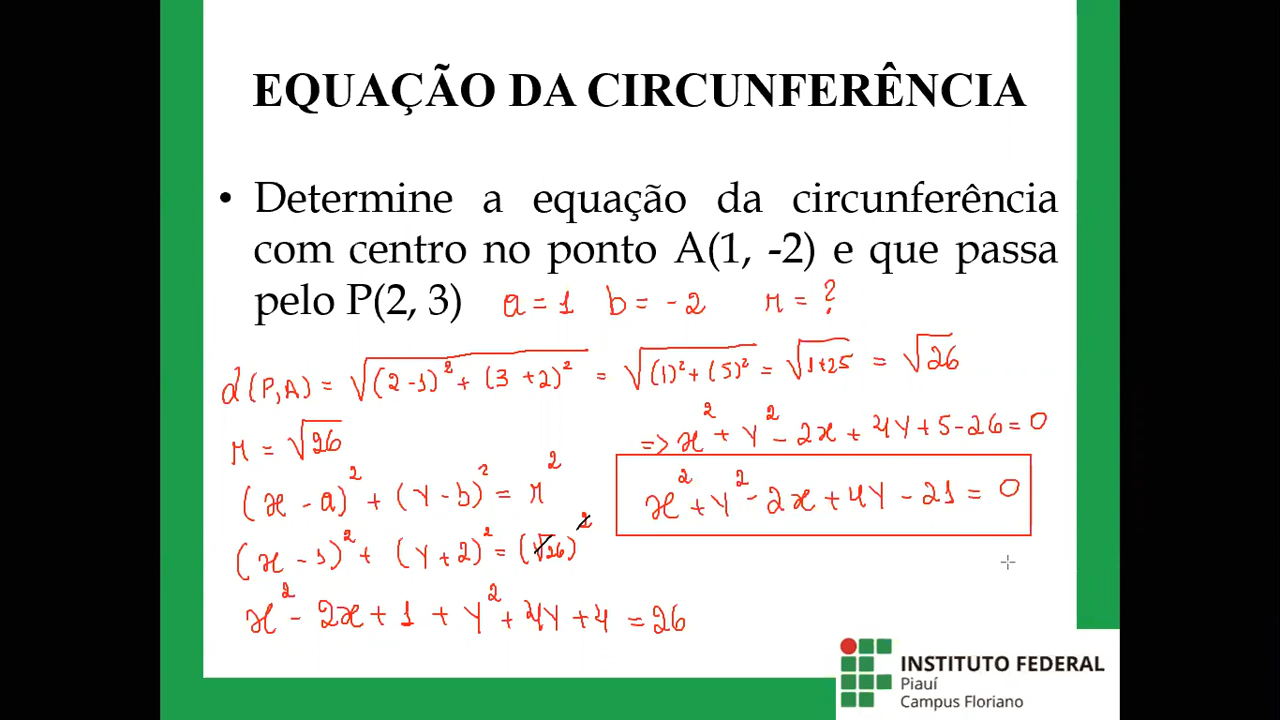 EQUAÇÃO DA CIRCUNFERÊNCIA
• Determine a equação da circunferência
com centro no ponto A(1, -2) e que passa
pelo P(2, 3) a = 1 b = -2 r = ?
d(P,A) = √((2-1)² + (3+2)²) = √((1)² + (5)²) = √(1+25) = √26
r = √26
(x - a)² + (y - b)² = r²
(x - 1)² + (y + 2)² = (√26)²
x² - 2x + 1 + y² + 4y + 4 = 26
=> x² + y² - 2x + 4y + 5 - 26 = 0
x² + y² - 2x + 4y - 21 = 0
INSTITUTO FEDERAL
Piauí
Campus Floriano